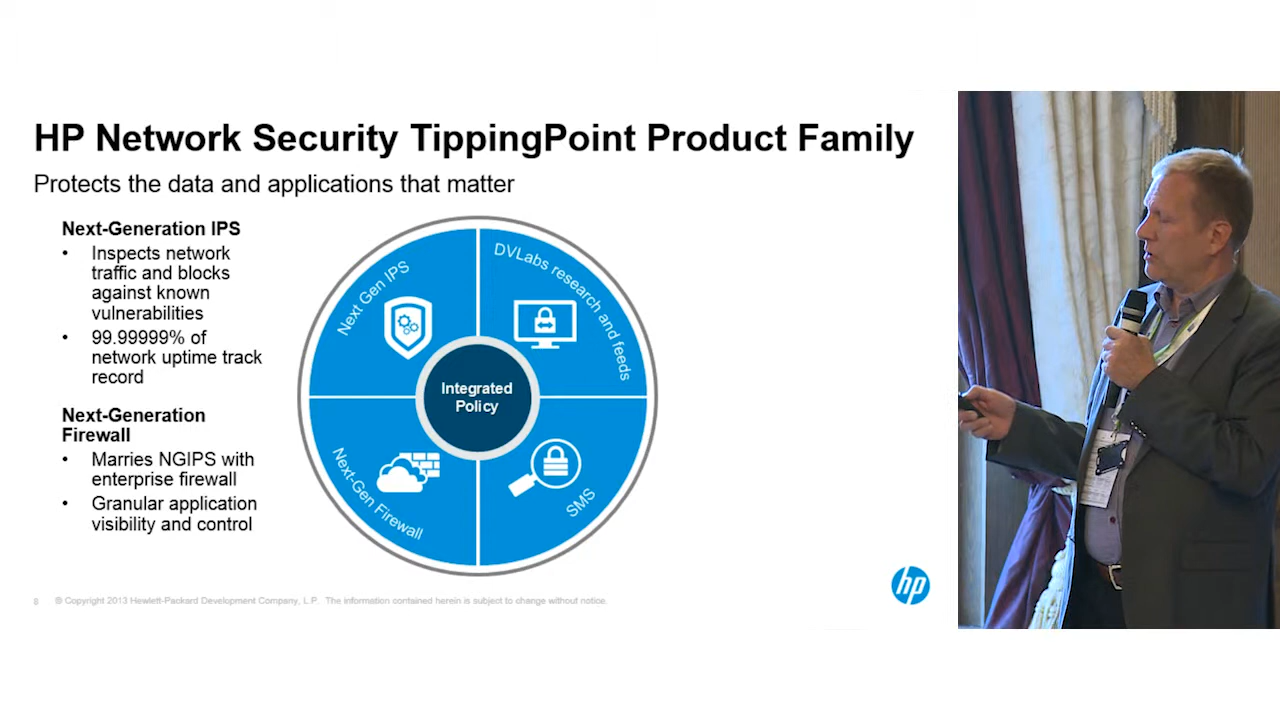 HP Network Security TippingPoint Product Family
Protects the data and applications that matter
Next-Generation IPS
• Inspects network
traffic and blocks
against known
vulnerabilities
• 99.99999% of
network uptime track
record
Next-Generation
Firewall
• Marries NGIPS with
enterprise firewall
• Granular application
visibility and control
Next Gen IPS
DVLabs research and feeds
Integrated
Policy
Next-Gen Firewall
SMS
hp
8 © Copyright 2013 Hewlett-Packard Development Company, L.P. The information contained herein is subject to change without notice.